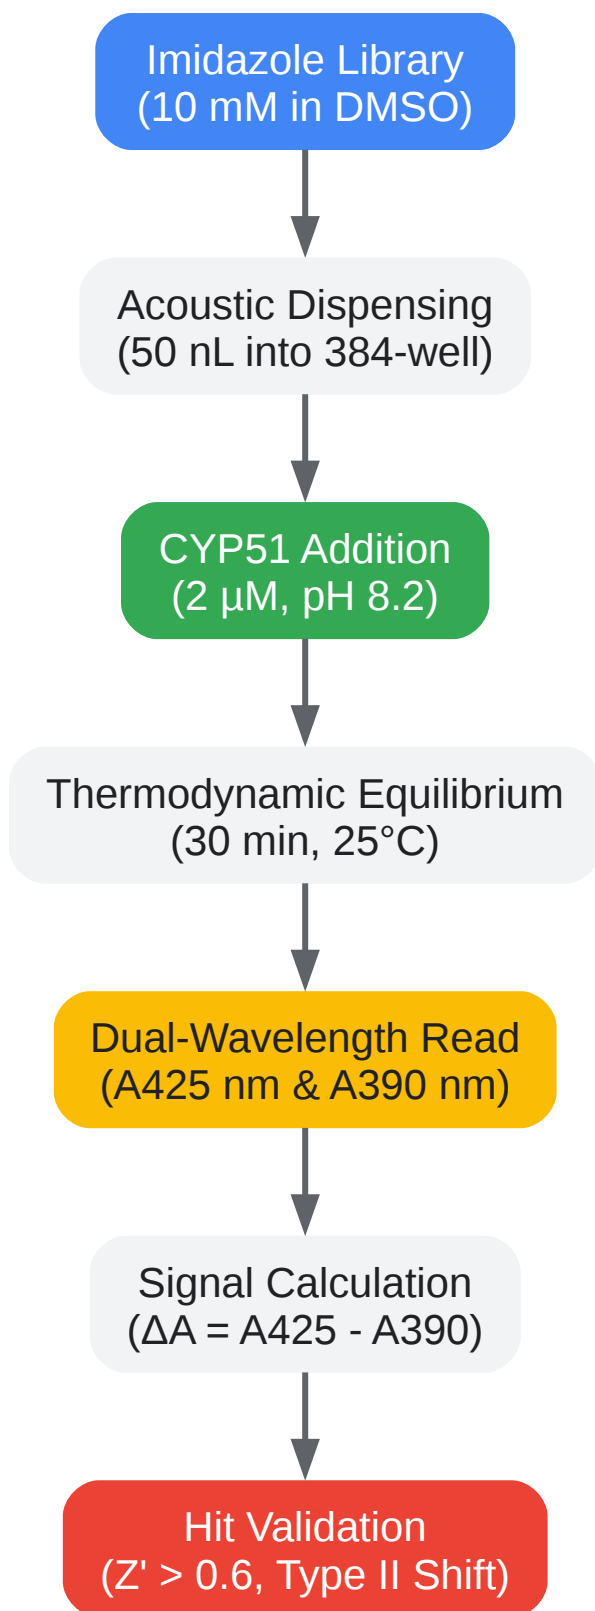 Imidazole Library
(10 mM in DMSO)
Acoustic Dispensing
(50 nL into 384-well)
CYP51 Addition
(2 µM, pH 8.2)
Thermodynamic Equilibrium
(30 min, 25°C)
Dual-Wavelength Read
(A425 nm & A390 nm)
Signal Calculation
(ΔA = A425 - A390)
Hit Validation
(Z' > 0.6, Type II Shift)